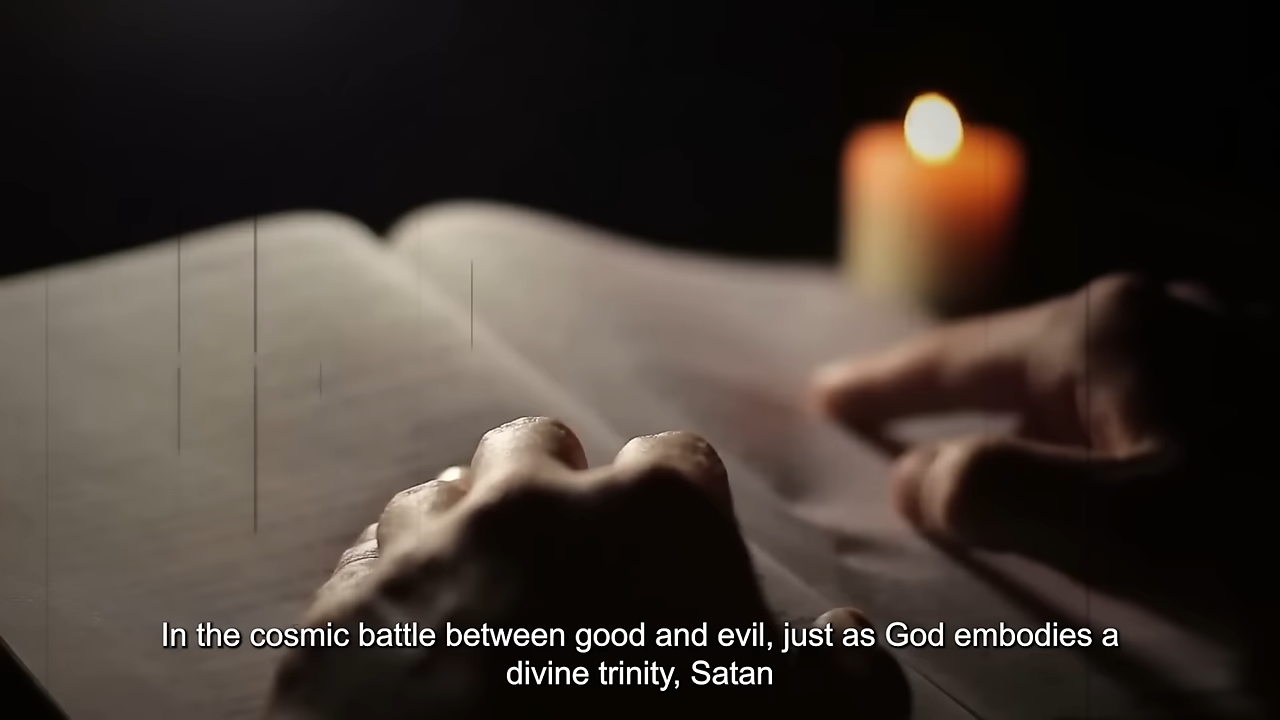 In the cosmic battle between good and evil, just as God embodies a
divine trinity, Satan